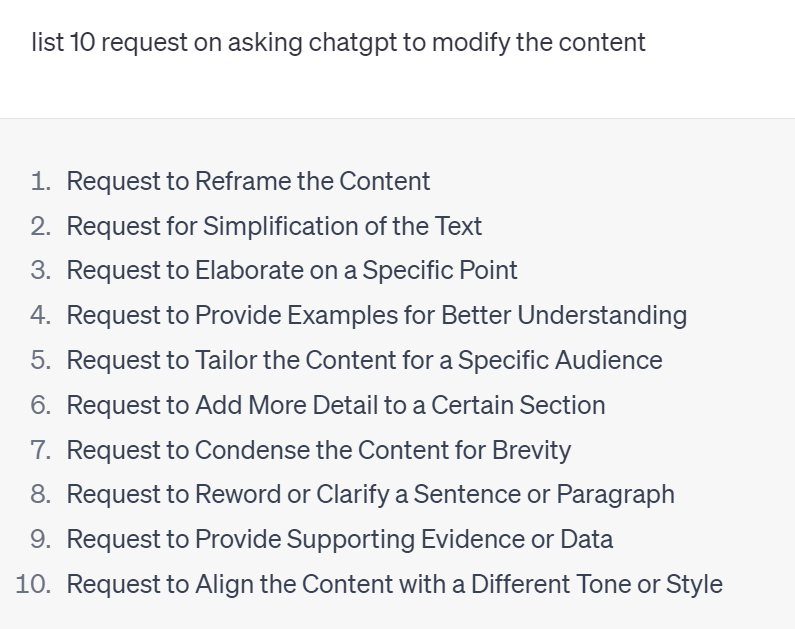 list 10 request on asking chatgpt to modify the content
1. Request to Reframe the Content
2. Request for Simplification of the Text
3. Request to Elaborate on a Specific Point
4. Request to Provide Examples for Better Understanding
5. Request to Tailor the Content for a Specific Audience
6. Request to Add More Detail to a Certain Section
7. Request to Condense the Content for Brevity
8. Request to Reword or Clarify a Sentence or Paragraph
9. Request to Provide Supporting Evidence or Data
10. Request to Align the Content with a Different Tone or Style